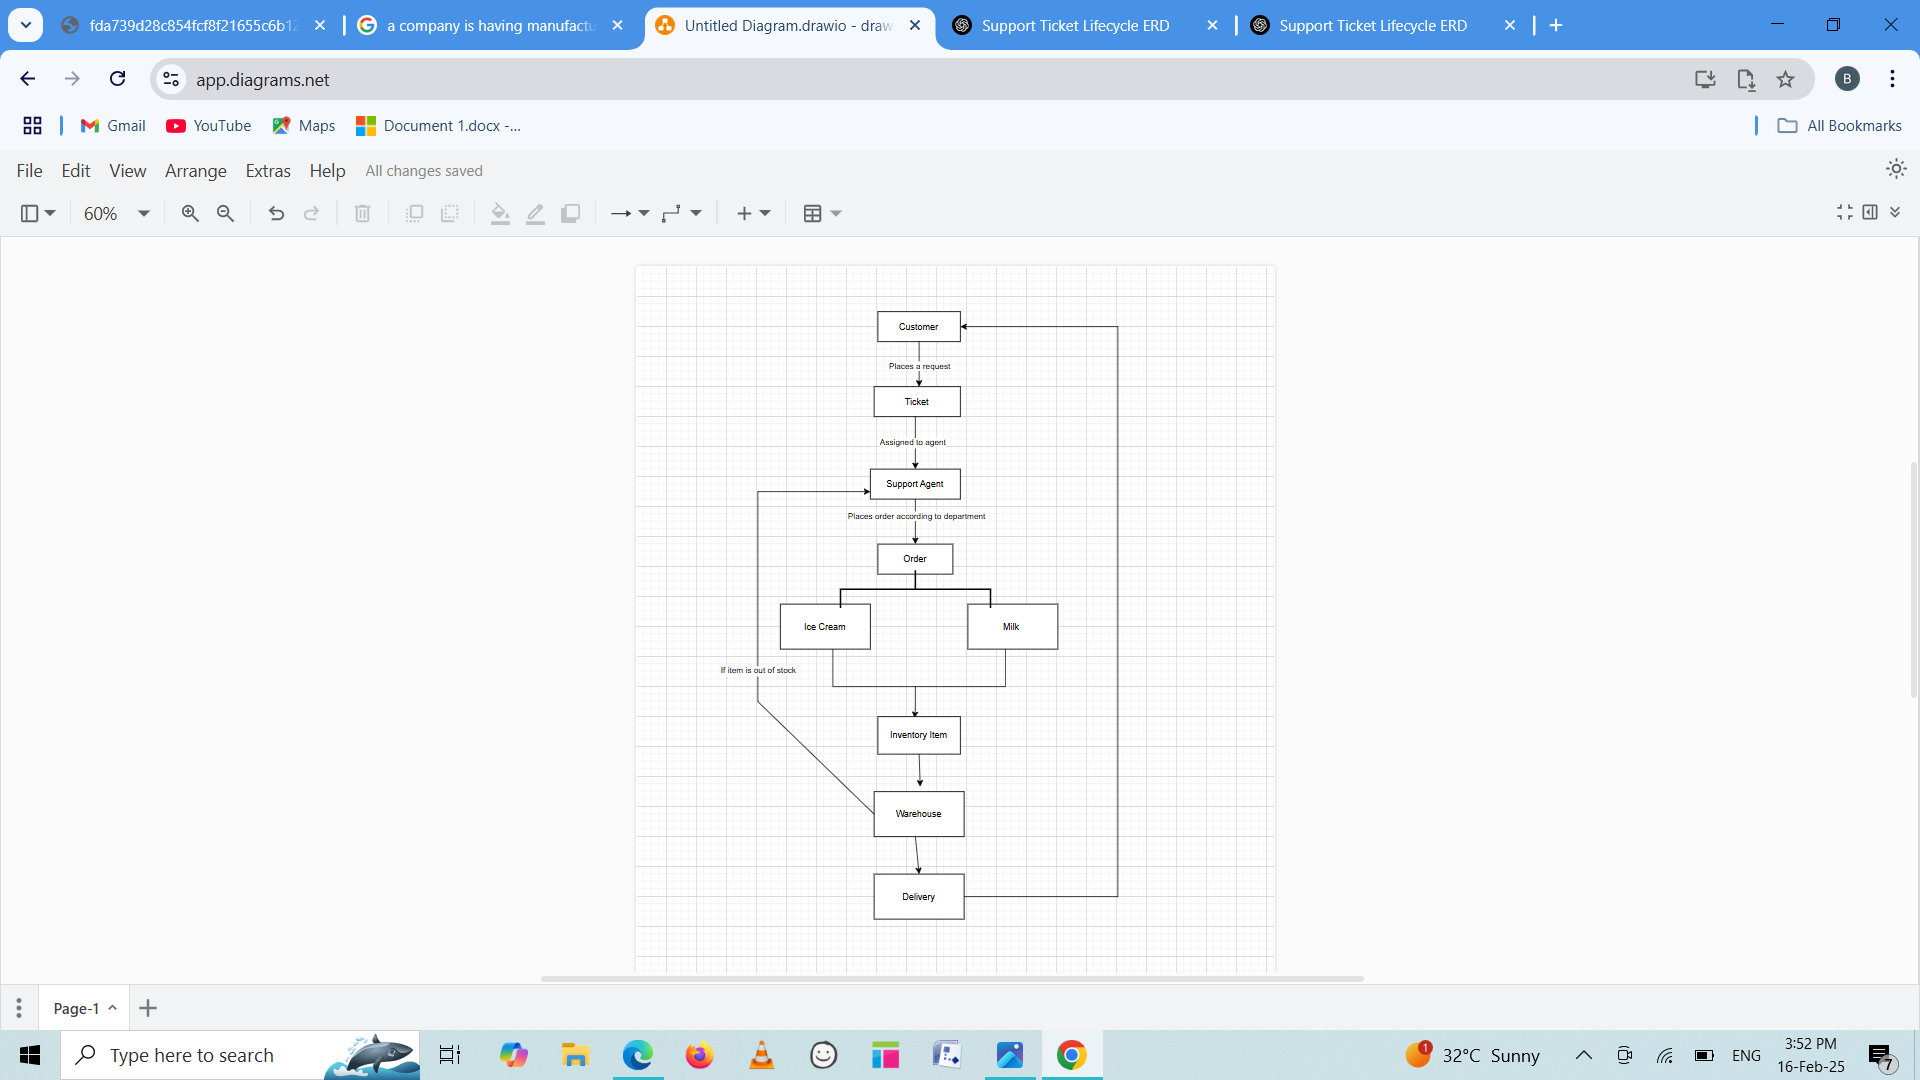 fda739d28c854fcf8f21655c6b12
a company is having manufactu
Untitled Diagram.drawio - draw
Support Ticket Lifecycle ERD
Support Ticket Lifecycle ERD
app.diagrams.net
B
Gmail
YouTube
Maps
Document 1.docx -...
All Bookmarks
File Edit View Arrange Extras Help All changes saved
60%
Customer
Places a request
Ticket
Assigned to agent
Support Agent
Places order according to department
Order
Ice Cream
Milk
If item is out of stock
Inventory Item
Warehouse
Delivery
Page-1
Type here to search
1
32°C Sunny
ENG
3:52 PM
16-Feb-25
7